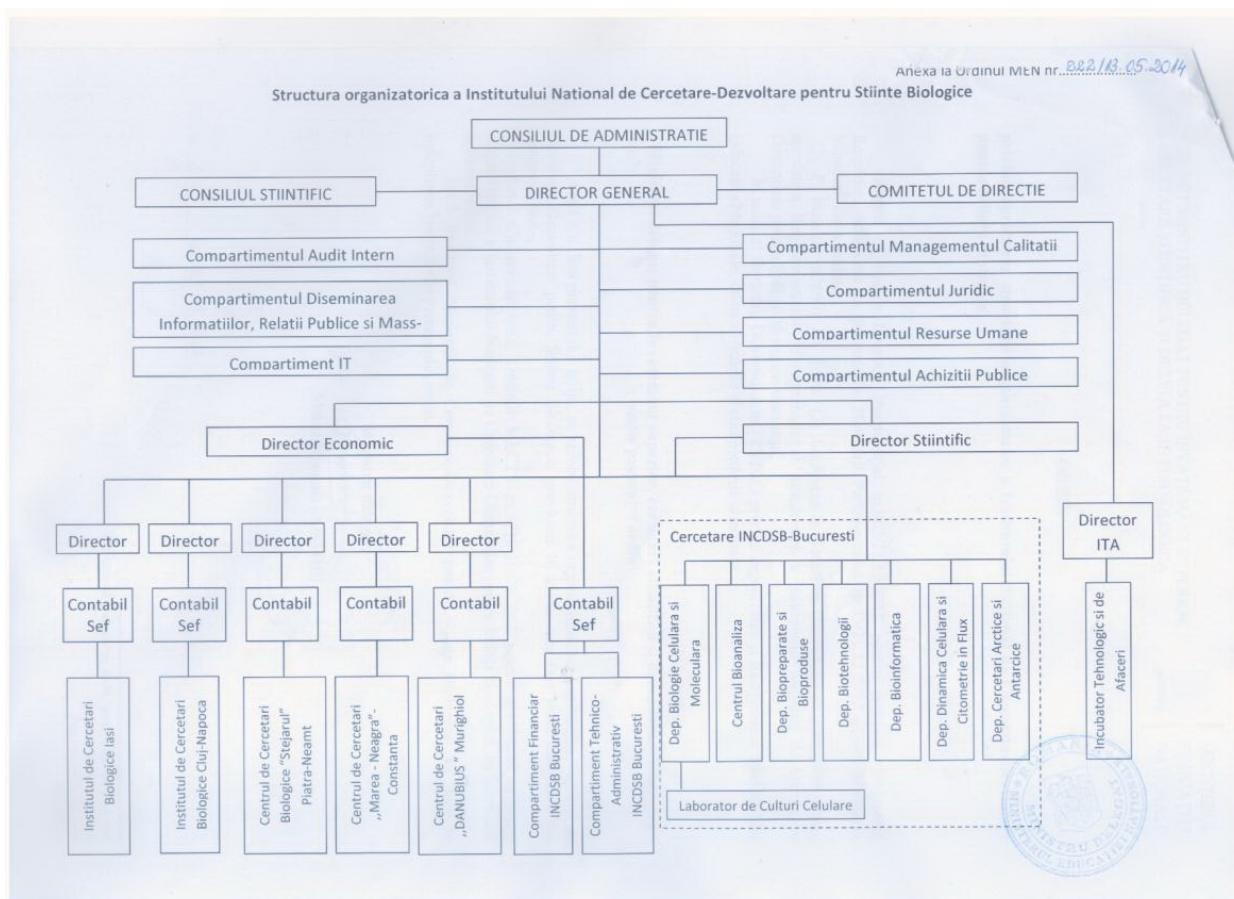 Anexa la Ordinul MEN nr. 222/13.05.2014
Structura organizatorica a Institutului National de Cercetare-Dezvoltare pentru Stiinte Biologice
CONSILIUL DE ADMINISTRATIE
CONSILIUL STIINTIFIC
DIRECTOR GENERAL
COMITETUL DE DIRECTIE
Compartimentul Audit Intern
Compartimentul Managementul Calitatii
Compartimentul Diseminarea
Informatiilor, Relatii Publice si Mass-
Compartimentul Juridic
Compartimentul Resurse Umane
Compartiment IT
Compartimentul Achizitii Publice
Director Economic
Director Stiintific
Director
Director
Director
Director
Director
Cercetare INCDSB-Bucuresti
Director
ITA
Contabil
Sef
Contabil
Sef
Contabil
Contabil
Contabil
Contabil
Sef
Institutul de Cercetari
Biologice Iasi
Institutul de Cercetari
Biologice Cluj-Napoca
Centrul de Cercetari
Biologice "Stejarul"
Piatra-Neamt
Centrul de Cercetari
,,Marea - Neagra"-
Constanta
Centrul de Cercetari
,,DANUBIUS " Murighiol
Compartiment Financiar
INCDSB Bucuresti
Compartiment Tehnico-
Administrativ
INCDSB Bucuresti
Dep. Biologie Celulara si
Moleculara
Centrul Bioanaliza
Dep. Biopreparate si
Bioproduse
Dep. Biotehnologii
Dep. Bioinformatica
Dep. Dinamica Celulara si
Citometrie in Flux
Dep. Cercetari Arctice si
Antarcice
Laborator de Culturi Celulare
Incubator Tehnologic si de
Afaceri